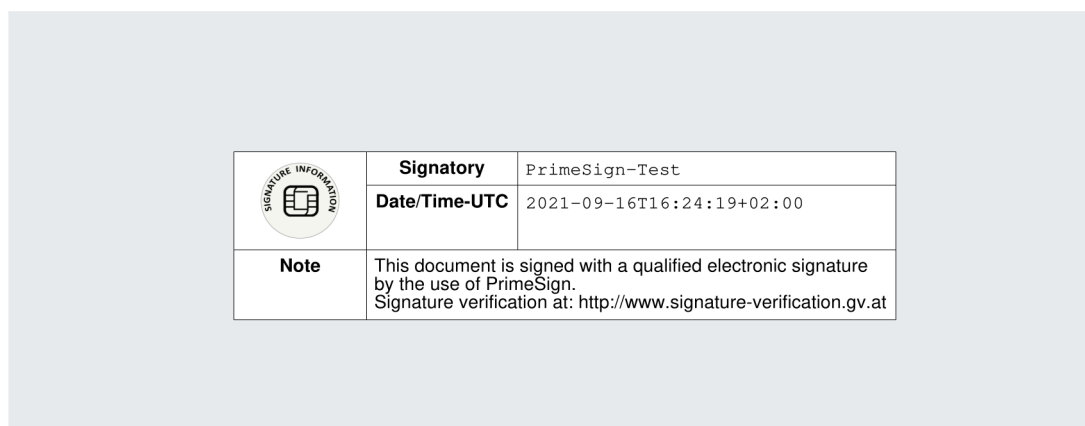 SIGNATURE INFORMATION
Signatory
PrimeSign-Test
Date/Time-UTC
2021-09-16T16:24:19+02:00
Note
This document is signed with a qualified electronic signature
by the use of PrimeSign.
Signature verification at: http://www.signature-verification.gv.at